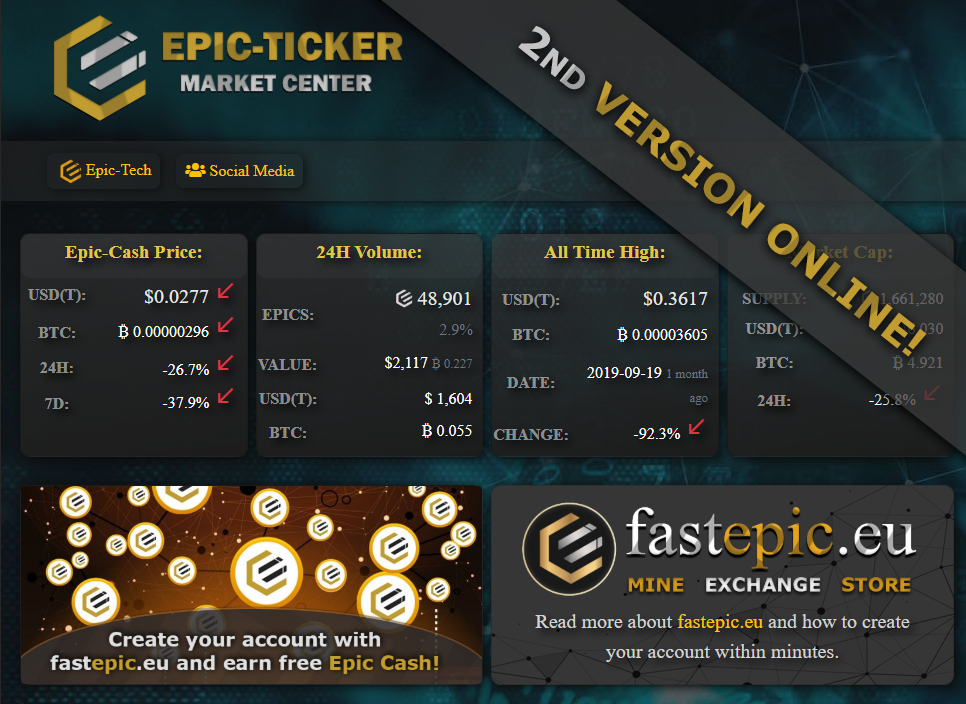 EPIC-TICKER
MARKET CENTER
2ND VERSION ONLINE!
Epic-Tech
Social Media
Epic-Cash Price:
USD(T): $0.0277
BTC: ₿ 0.00000296
24H: -26.7%
7D: -37.9%
24H Volume:
EPICS: 48,901
2.9%
VALUE: $2,117 ₿ 0.227
USD(T): $ 1,604
BTC: ₿ 0.055
All Time High:
USD(T): $0.3617
BTC: ₿ 0.00003605
DATE: 2019-09-19 1 month
ago
CHANGE: -92.3%
Cap:
SUPPLY: 1,661,280
USD(T):
BTC: ₿ 4.921
24H: -25.8%
Create your account with
fastepic.eu and earn free Epic Cash!
fastepic.eu
MINE EXCHANGE STORE
Read more about fastepic.eu and how to create
your account within minutes.